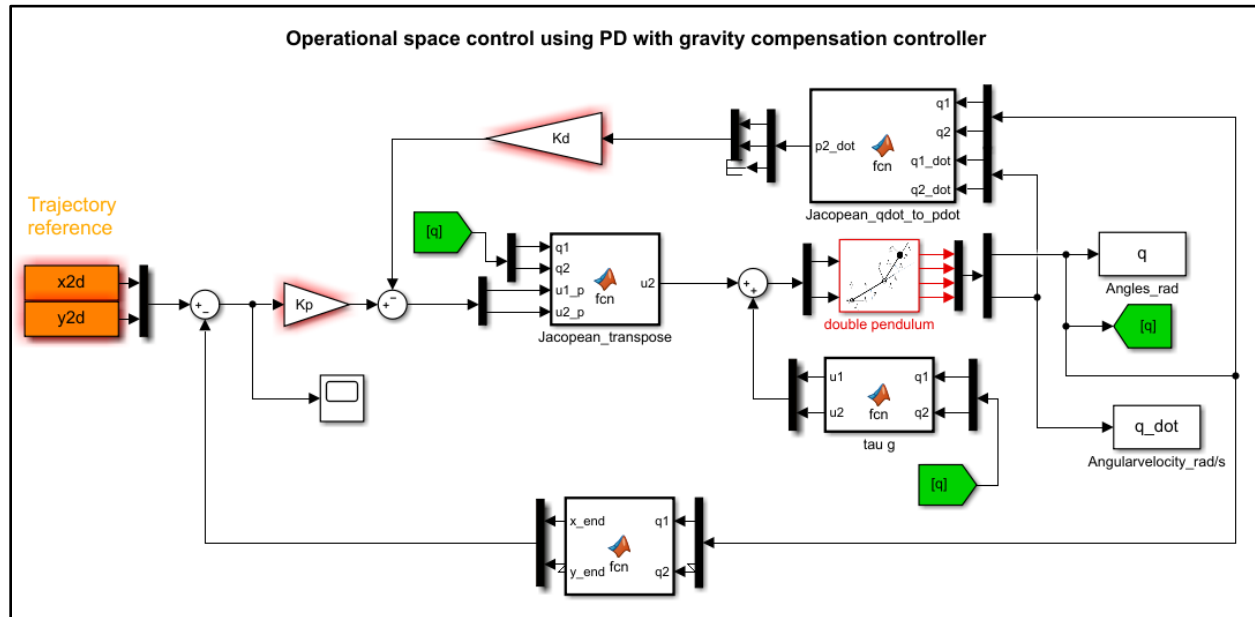 Operational space control using PD with gravity compensation controller
Kd
p2_dot
fcn
q1
q2
q1_dot
q2_dot
Jacopean_qdot_to_pdot
Trajectory
reference
x2d
y2d
+
-
Kp
+
-
[q]
q1
q2
u1_p
u2_p
fcn
u2
Jacopean_transpose
+
+
double pendulum
q
Angles_rad
[q]
q_dot
Angularvelocity_rad/s
u1
u2
fcn
q1
q2
tau g
[q]
x_end
y_end
fcn
q1
q2